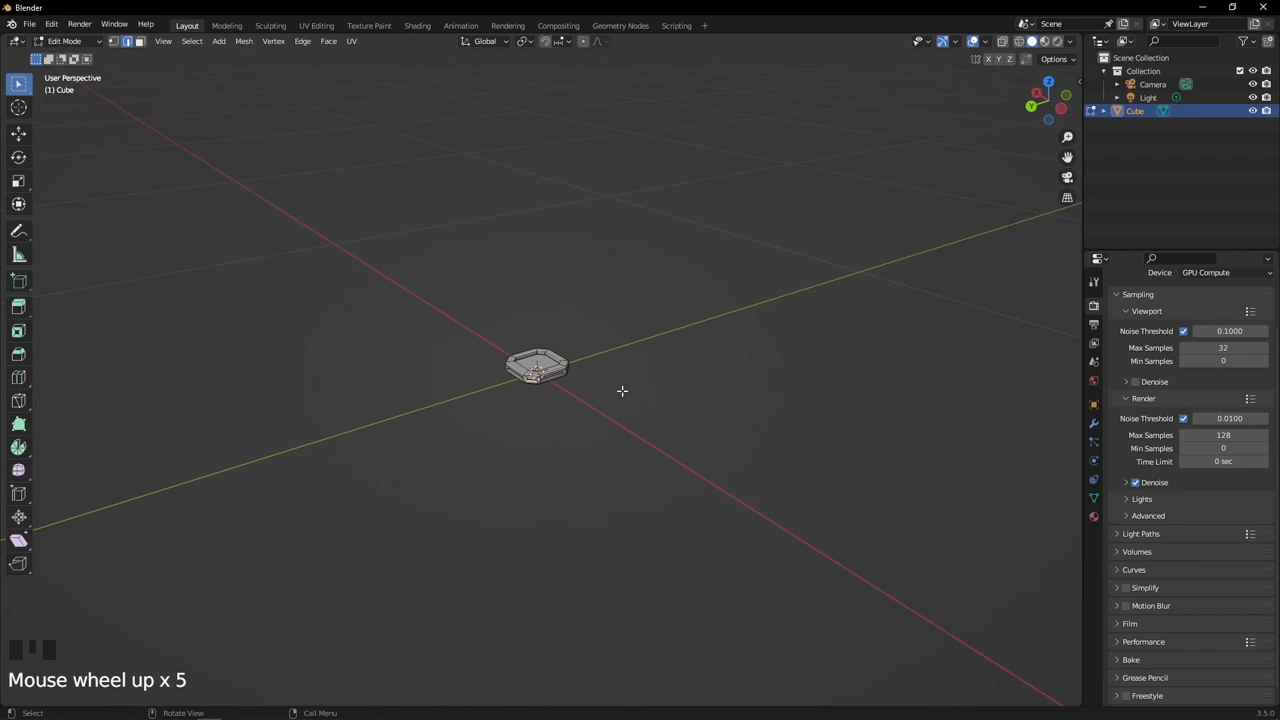 Blender
File Edit Render Window Help
Layout Modeling Sculpting UV Editing Texture Paint Shading Animation Rendering Compositing Geometry Nodes Scripting +
Scene
ViewLayer
Edit Mode
View Select Add Mesh Vertex Edge Face UV
Global
X Y Z
Options
User Perspective
(1) Cube
Z
Y
Scene Collection
Collection
Camera
Light
Cube
Device GPU Compute
Sampling
Viewport
Noise Threshold 0.1000
Max Samples 32
Min Samples 0
Denoise
Render
Noise Threshold 0.0100
Max Samples 128
Min Samples 0
Time Limit 0 sec
Denoise
Lights
Advanced
Light Paths
Volumes
Curves
Simplify
Motion Blur
Film
Performance
Bake
Grease Pencil
Freestyle
Mouse wheel up x 5
Select
Rotate View
Call Menu
3.5.0